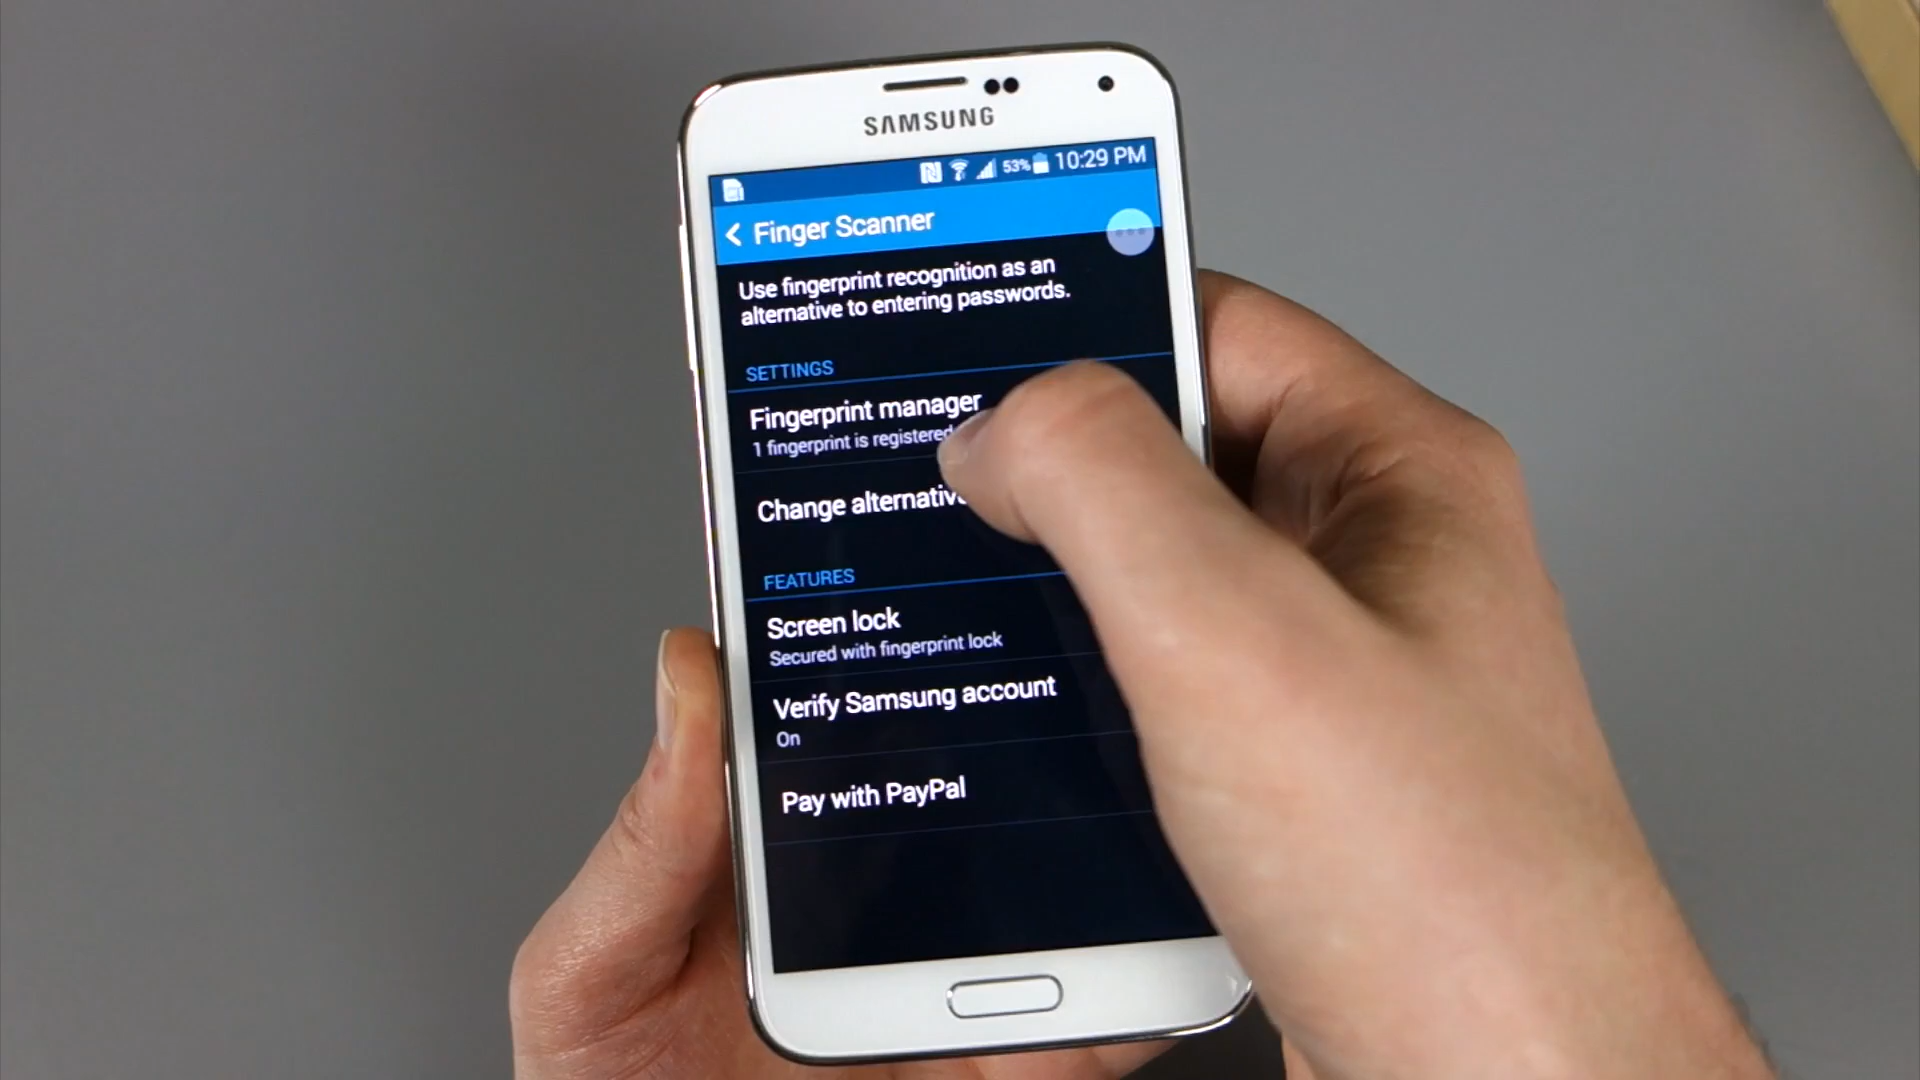 SAMSUNG
53% 10:29 PM
Finger Scanner
Use fingerprint recognition as an
alternative to entering passwords.
SETTINGS
Fingerprint manager
1 fingerprint is registered
Change
FEATURES
Screen lock
Secured with fingerprint lock
Verify Samsung account
On
Pay with PayPal